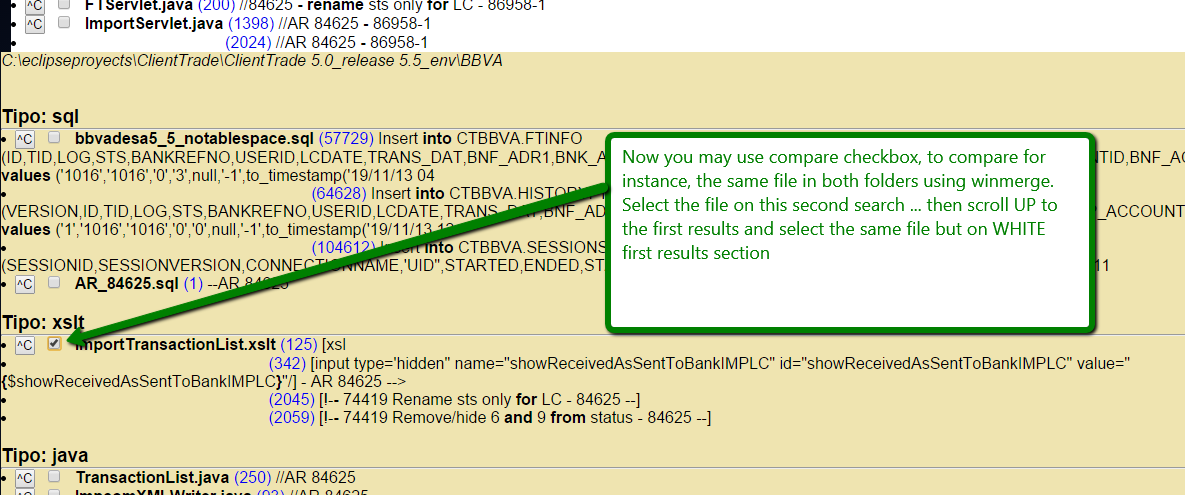 ^C FTServlet.java (200) //84625 - rename sts only for LC - 86958-1
^C ImportServlet.java (1398) //AR 84625 - 86958-1
(2024) //AR 84625 - 86958-1
C:\eclipseproyects\ClientTrade\ClientTrade 5.0_release 5.5_env\BBVA
Tipo: sql
^C bbvadesa5_5_notablespace.sql (57729) Insert into CTBBVA.FTINFO
(ID,TID,LOG,STS,BANKREFNO,USERID,LCDATE,TRANS_DAT,BNF_ADR1,BNK_A NTID,BNF_AC
values ('1016','1016','0','3',null,'-1',to_timestamp('19/11/13 04
(64628) Insert into CTBBVA.HISTORY
(VERSION,ID,TID,LOG,STS,BANKREFNO,USERID,LCDATE,TRANS_DAT,BNF_AD P_ACCOUNT
values ('1','1016','1016','0','0',null,'-1',to_timestamp('19/11/13 12
(104612) Insert into CTBBVA.SESSIONS
(SESSIONID,SESSIONVERSION,CONNECTIONNAME,'UID",STARTED,ENDED,ST 11
^C AR_84625.sql (1) --AR 84625
Tipo: xslt
^C ImportTransactionList.xslt (125) [xsl
(342) [input type='hidden" name="showReceivedAsSentToBankIMPLC" id="showReceivedAsSentToBankIMPLC" value="
{$showReceivedAsSentToBankIMPLC}"/] - AR 84625 -->
(2045) [!-- 74419 Rename sts only for LC - 84625 --]
(2059) [!-- 74419 Remove/hide 6 and 9 from status - 84625 --]
Tipo: java
^C TransactionList.java (250) //AR 84625
^C ImpcomXMLWriter.java (93) //AR 84625
Now you may use compare checkbox, to compare for
instance, the same file in both folders using winmerge.
Select the file on this second search ... then scroll UP to
the first results and select the same file but on WHITE
first results section